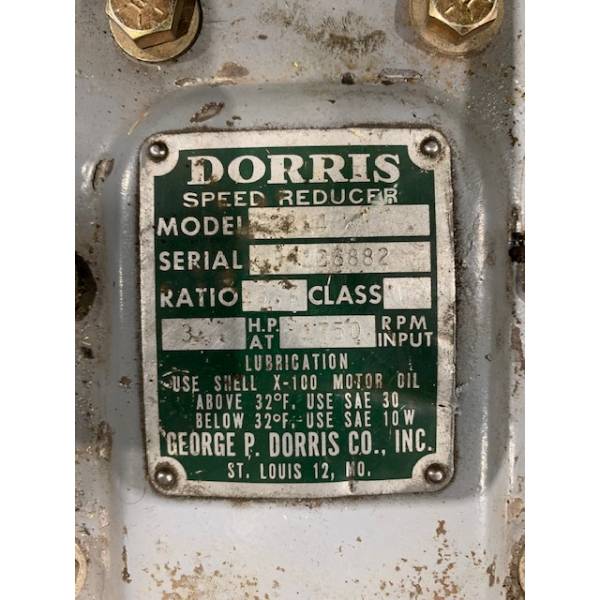 DORRIS
SPEED REDUCER
MODEL
SERIAL
RATIO CLASS
H.P. AT 1750 RPM INPUT
LUBRICATION
USE SHELL X-100 MOTOR OIL
ABOVE 32°F. USE SAE 30
BELOW 32°F. USE SAE 10W
GEORGE P. DORRIS CO., INC.
ST. LOUIS 12, MO.